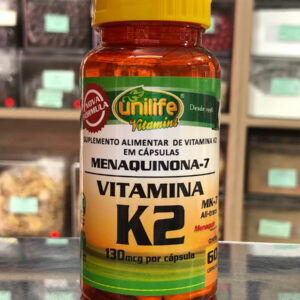 NOVA
FÓRMULA
unilife
Vitamins
Desde
SUPLEMENTO ALIMENTAR DE VITAMINA K2
EM CÁPSULAS
MENAQUINONA-7
VITAMINA
K2
MK-7
All-trans
130mcg por cápsula
60